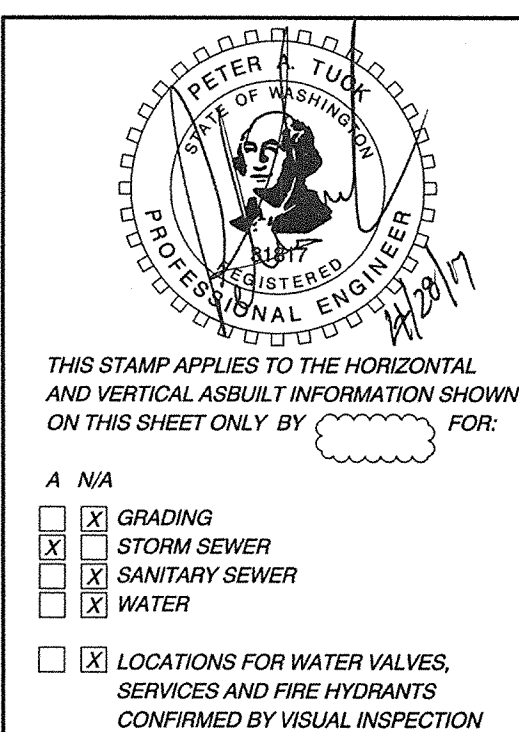 PETER A. TUCK
STATE OF WASHINGTON
31817
REGISTERED
PROFESSIONAL ENGINEER
THIS STAMP APPLIES TO THE HORIZONTAL
AND VERTICAL ASBUILT INFORMATION SHOWN
ON THIS SHEET ONLY BY FOR:
A N/A
X GRADING
X STORM SEWER
X SANITARY SEWER
X WATER
X LOCATIONS FOR WATER VALVES,
SERVICES AND FIRE HYDRANTS
CONFIRMED BY VISUAL INSPECTION